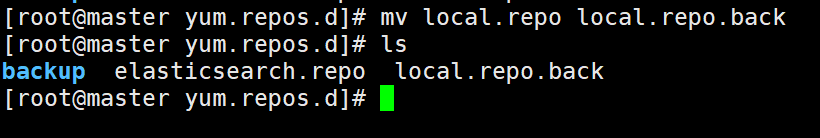 [root@master yum.repos.d]# mv local.repo local.repo.back
[root@master yum.repos.d]# ls
backup  elasticsearch.repo  local.repo.back
[root@master yum.repos.d]#